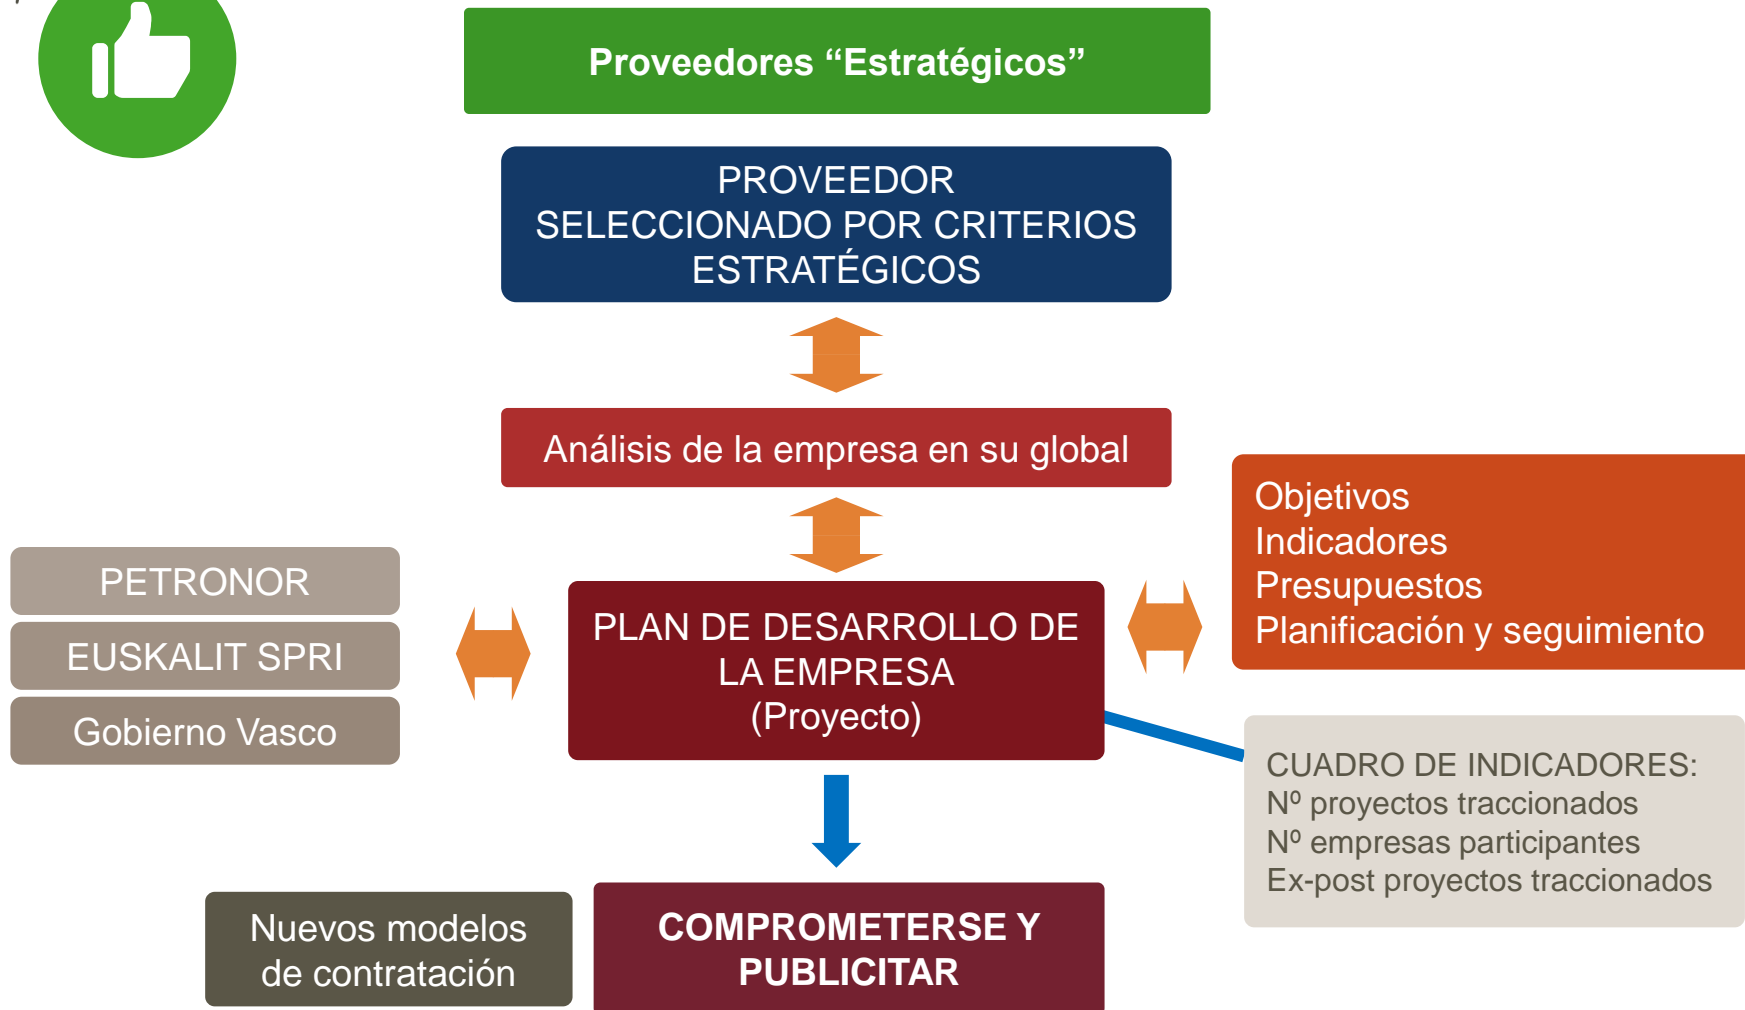 Proveedores “Estratégicos”
PROVEEDOR
SELECCIONADO POR CRITERIOS
ESTRATÉGICOS
Análisis de la empresa en su global
Objetivos
Indicadores
Presupuestos
Planificación y seguimiento
PETRONOR
EUSKALIT SPRI
Gobierno Vasco
PLAN DE DESARROLLO DE
LA EMPRESA
(Proyecto)
CUADRO DE INDICADORES:
Nº proyectos traccionados
Nº empresas participantes
Ex-post proyectos traccionados
Nuevos modelos
de contratación
COMPROMETERSE Y
PUBLICITAR